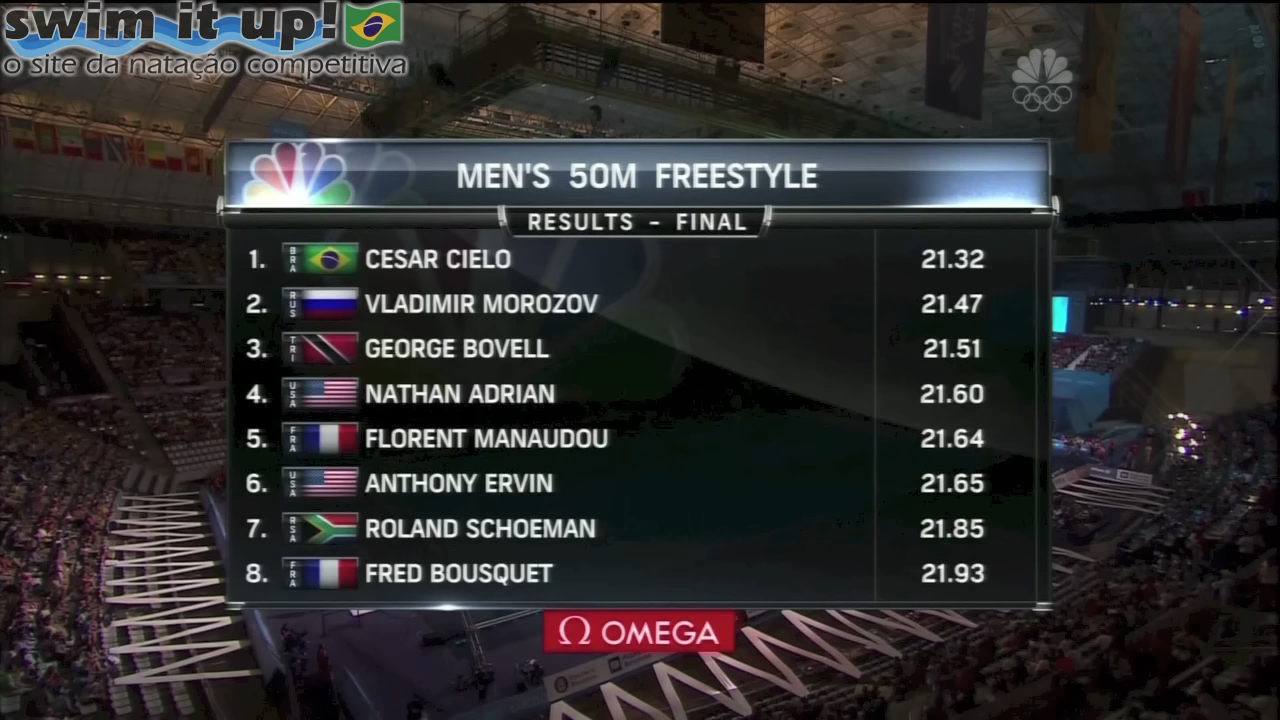 swim it up!
o site da natação competitiva
MEN'S 50M FREESTYLE
RESULTS - FINAL
1. BRA CESAR CIELO 21.32
2. RUS VLADIMIR MOROZOV 21.47
3. TRI GEORGE BOVELL 21.51
4. USA NATHAN ADRIAN 21.60
5. FRA FLORENT MANAUDOU 21.64
6. USA ANTHONY ERVIN 21.65
7. RSA ROLAND SCHOEMAN 21.85
8. FRA FRED BOUSQUET 21.93
Ω OMEGA